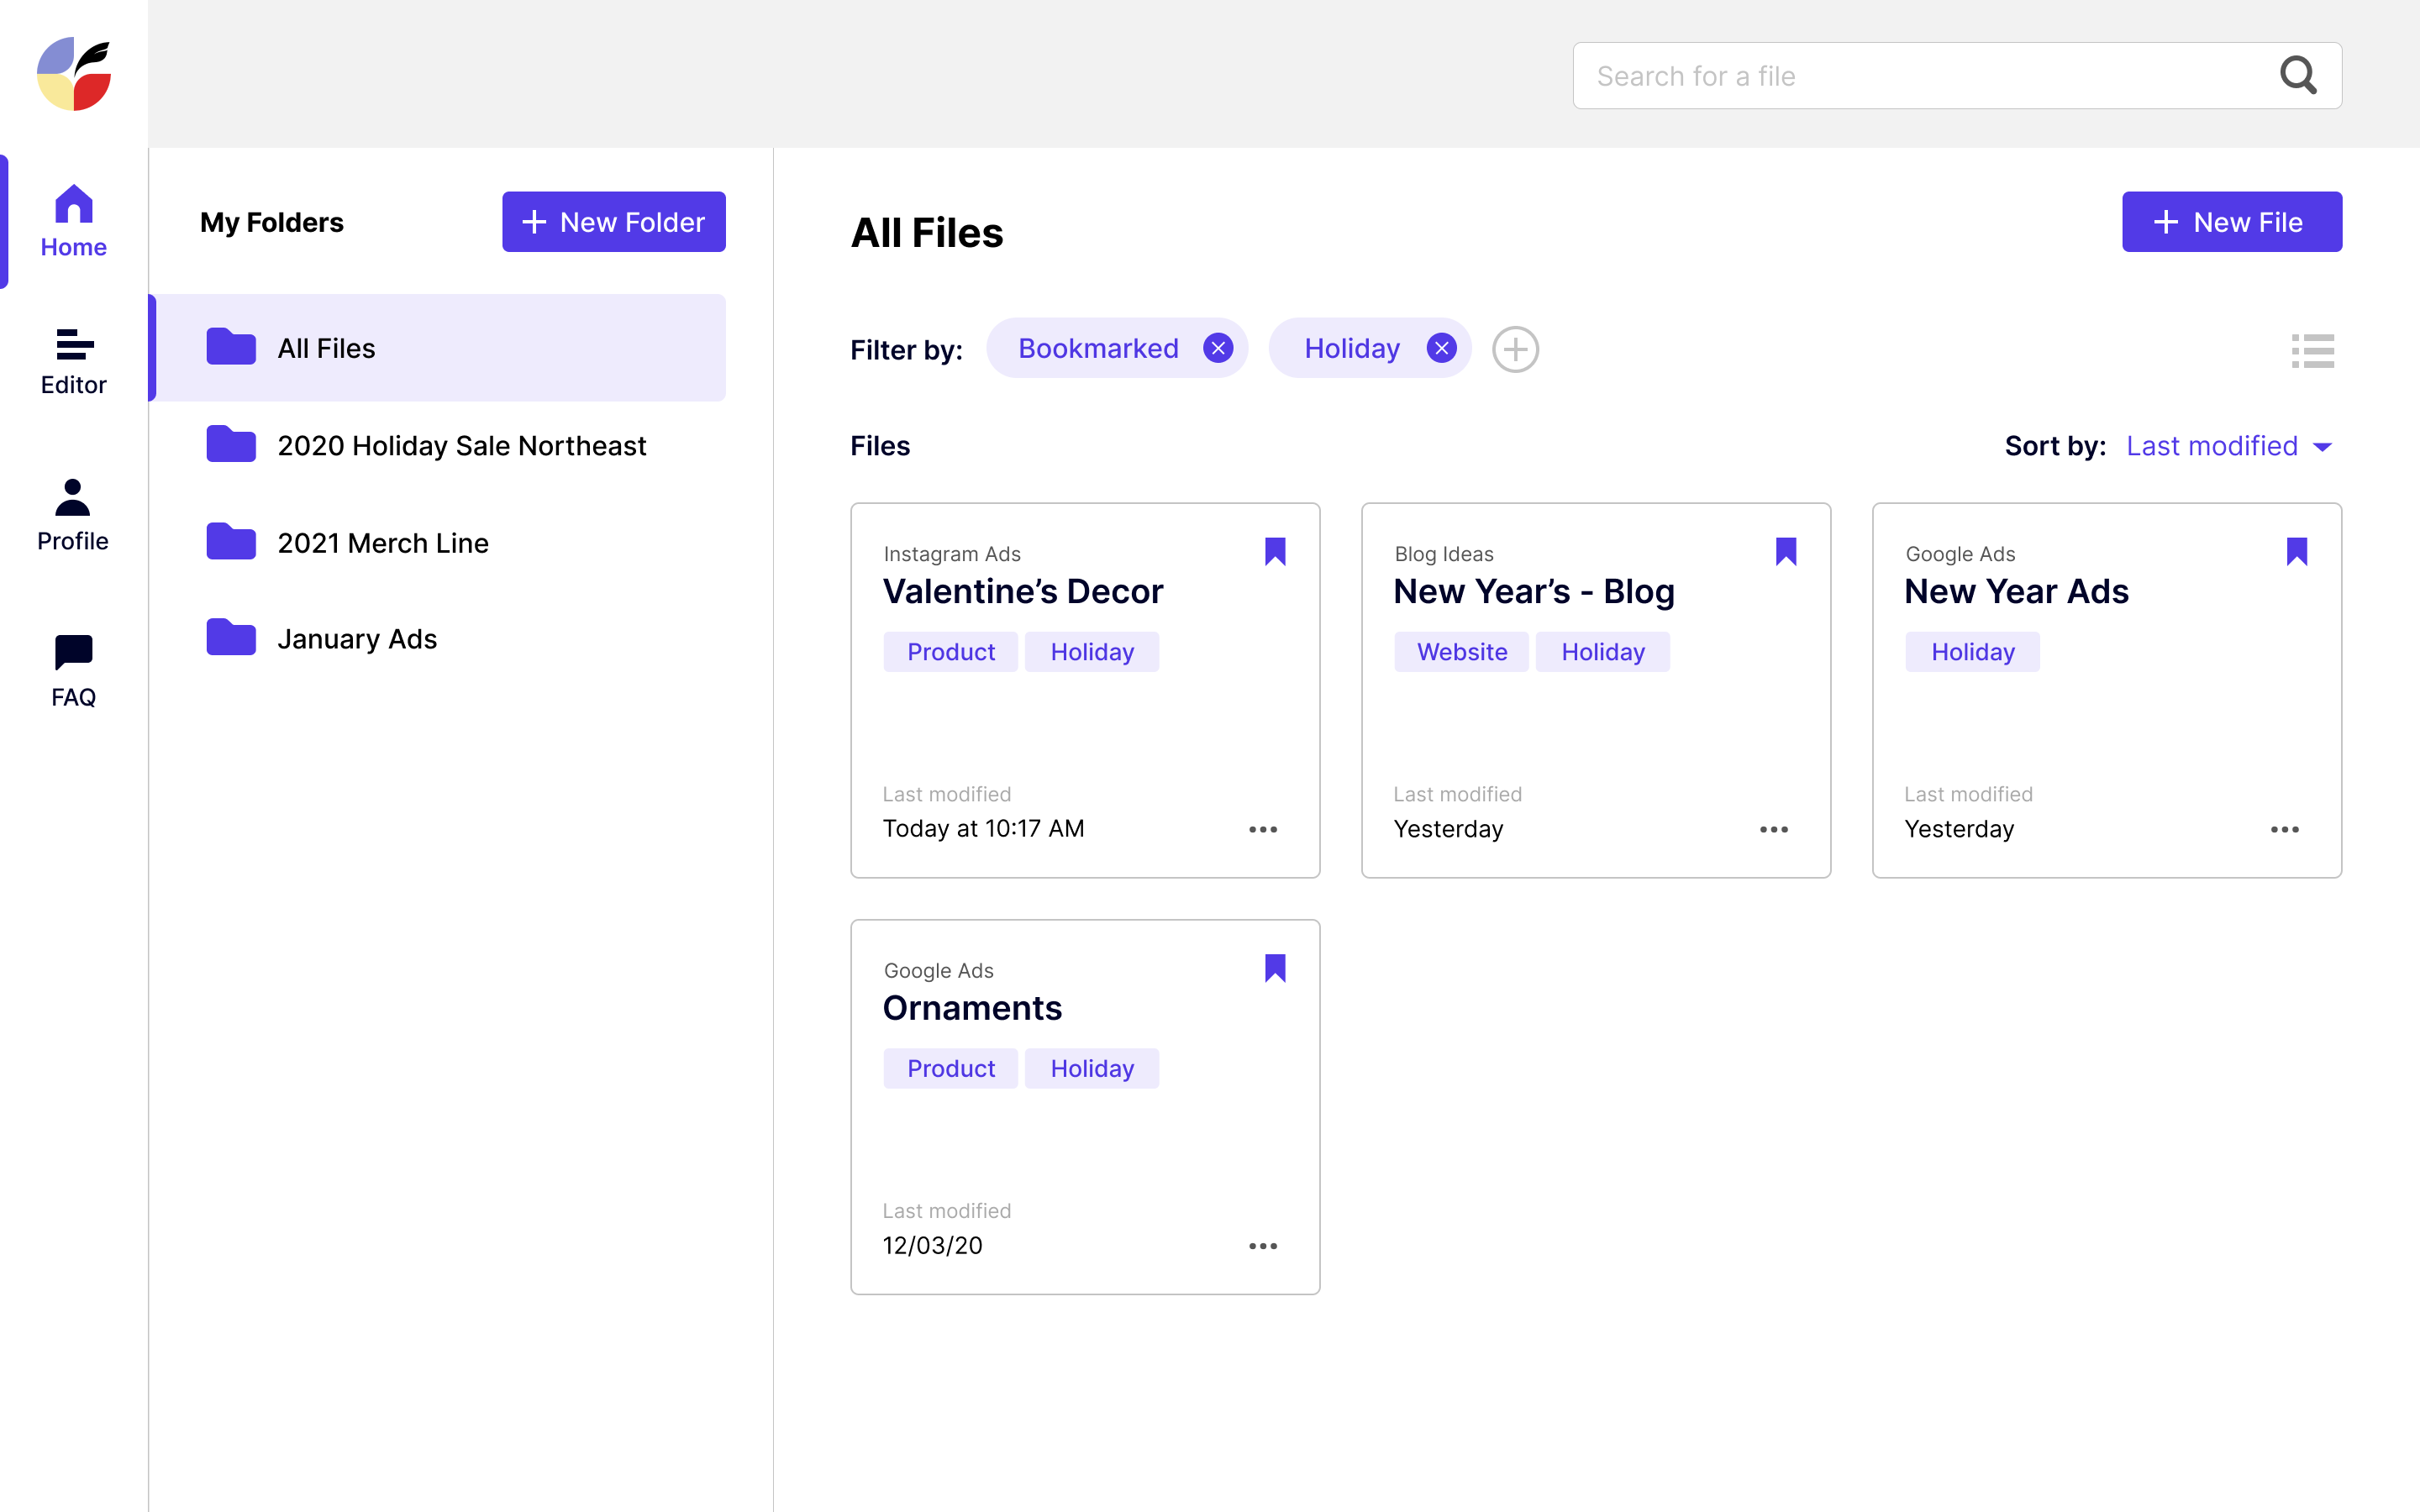 Search for a file
Home
Editor
Profile
FAQ
My Folders
New Folder
All Files
2020 Holiday Sale Northeast
2021 Merch Line
January Ads
All Files
New File
Filter by: Bookmarked Holiday
Files
Sort by: Last modified
Instagram Ads
Valentine’s Decor
Product Holiday
Last modified
Today at 10:17 AM
Blog Ideas
New Year’s - Blog
Website Holiday
Last modified
Yesterday
Google Ads
New Year Ads
Holiday
Last modified
Yesterday
Google Ads
Ornaments
Product Holiday
Last modified
12/03/20